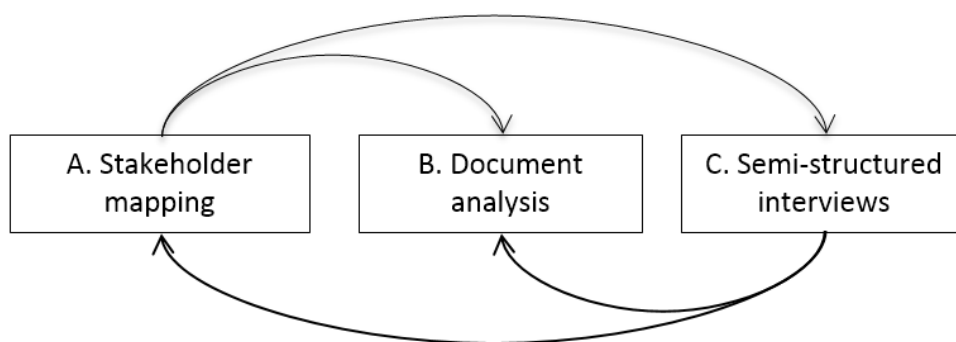 A. Stakeholder
mapping
B. Document
analysis
C. Semi-structured
interviews